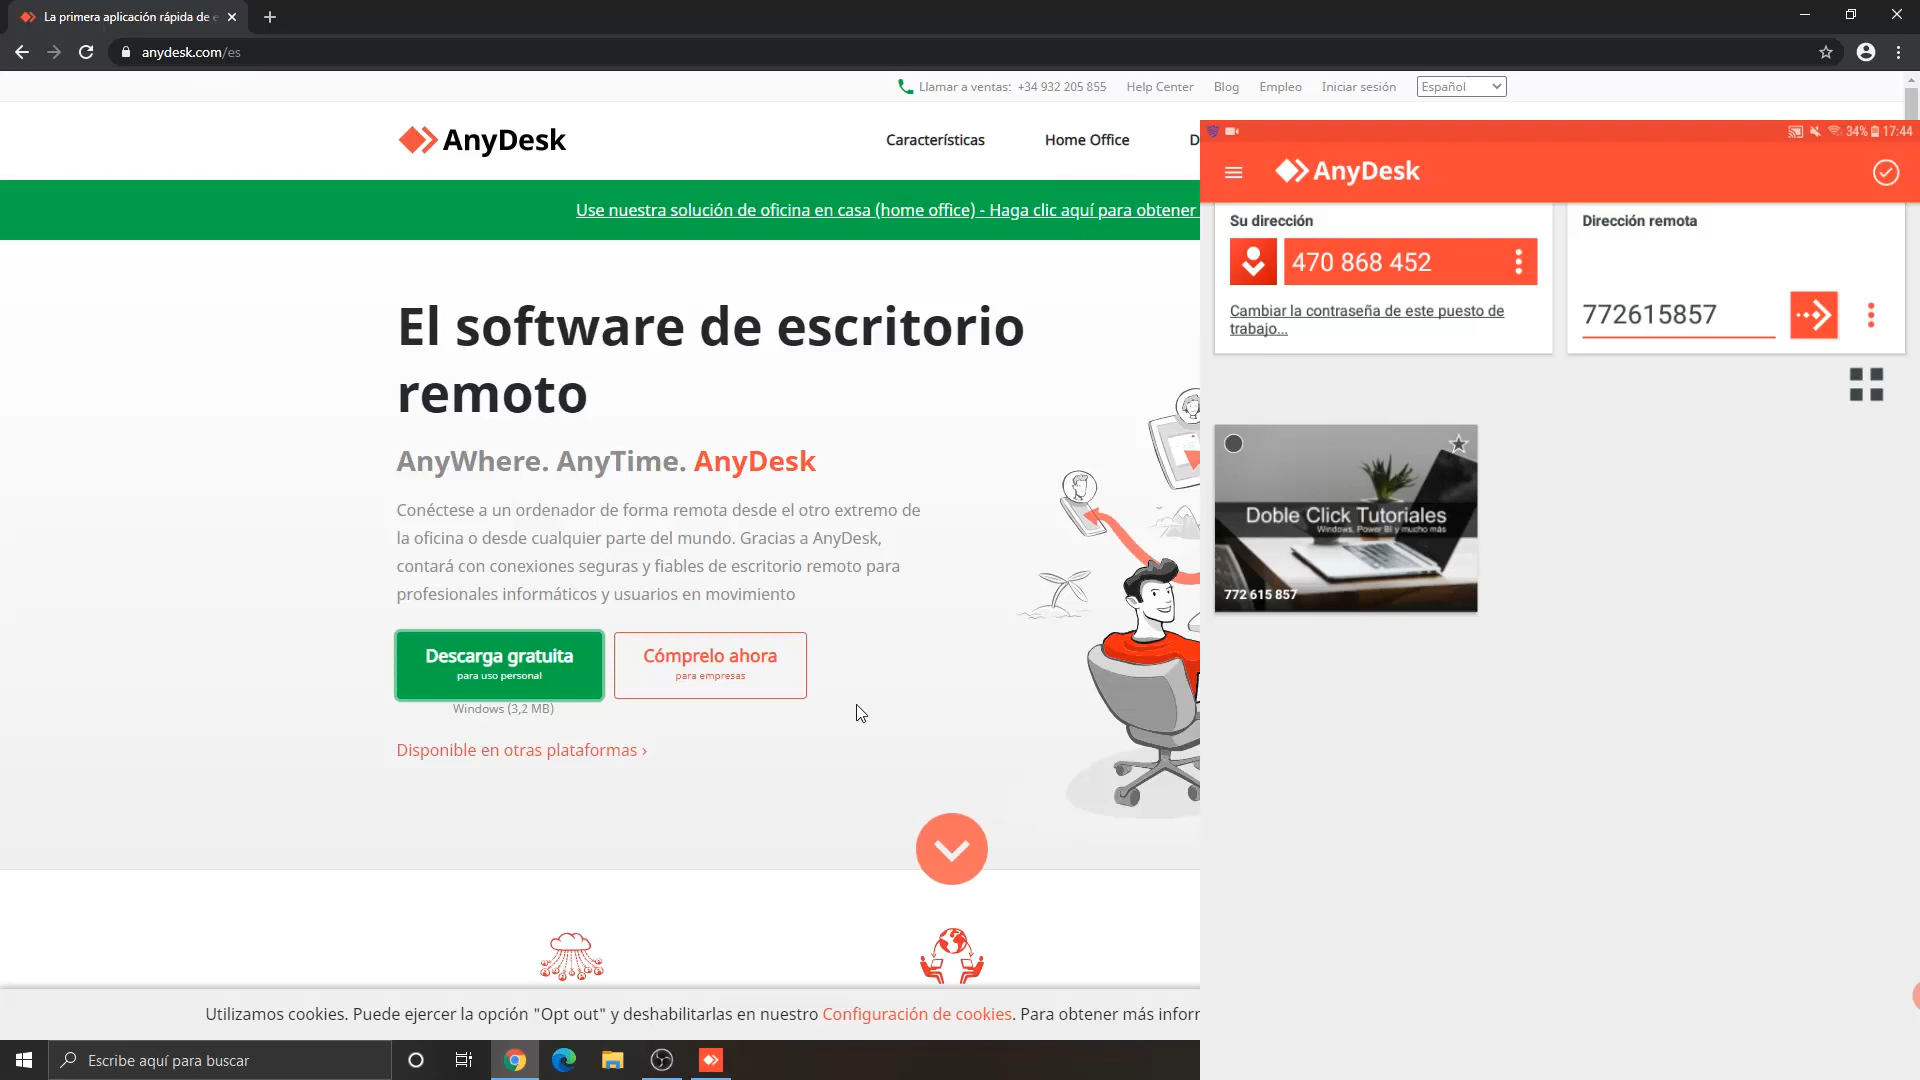 La primera aplicación rápida de e
anydesk.com/es
Llamar a ventas: +34 932 205 855
Help Center
Blog
Empleo
Iniciar sesión
Español
AnyDesk
Características
Home Office
D
Use nuestra solución de oficina en casa (home office) - Haga clic aquí para obtener
El software de escritorio
remoto
AnyWhere. AnyTime. AnyDesk
Conéctese a un ordenador de forma remota desde el otro extremo de
la oficina o desde cualquier parte del mundo. Gracias a AnyDesk,
contará con conexiones seguras y fiables de escritorio remoto para
profesionales informáticos y usuarios en movimiento
Descarga gratuita
para uso personal
Cómprelo ahora
para empresas
Windows (3,2 MB)
Disponible en otras plataformas ›
Utilizamos cookies. Puede ejercer la opción "Opt out" y deshabilitarlas en nuestro Configuración de cookies. Para obtener más inforr
Escribe aquí para buscar
34% 17:44
AnyDesk
Su dirección
470 868 452
Cambiar la contraseña de este puesto de
trabajo...
Dirección remota
772615857
Doble Click Tutoriales
Windows, Power BI y mucho más
772 615 857